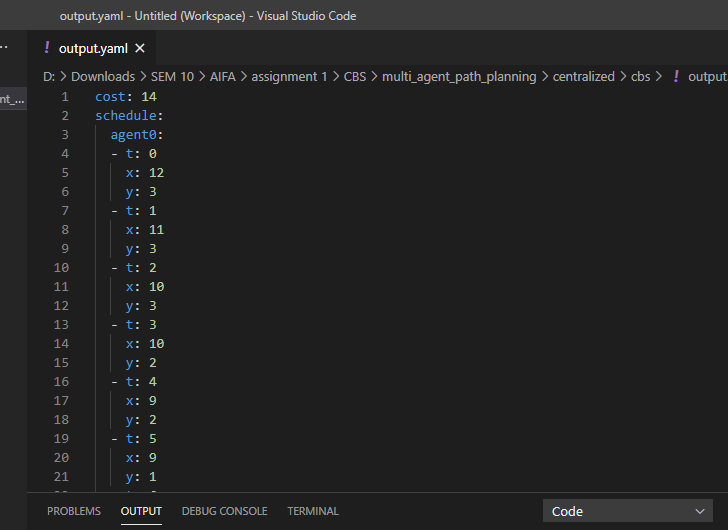 output.yaml - Untitled (Workspace) - Visual Studio Code
! output.yaml ×
D: > Downloads > SEM 10 > AIFA > assignment 1 > CBS > multi_agent_path_planning > centralized > cbs > ! output
nt_...
1 cost: 14
2 schedule:
3 agent0:
4 - t: 0
5 x: 12
6 y: 3
7 - t: 1
8 x: 11
9 y: 3
10 - t: 2
11 x: 10
12 y: 3
13 - t: 3
14 x: 10
15 y: 2
16 - t: 4
17 x: 9
18 y: 2
19 - t: 5
20 x: 9
21 y: 1
PROBLEMS OUTPUT DEBUG CONSOLE TERMINAL Code